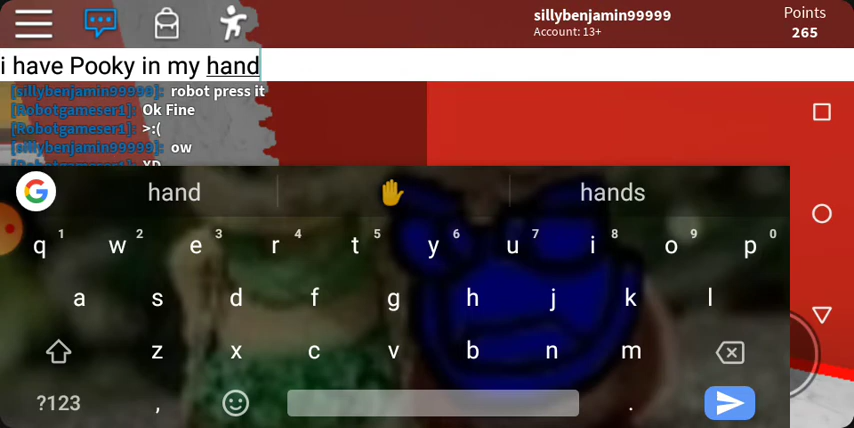 sillybenjamin99999
Account: 13+
Points
265
i have Pooky in my hand
[sillybenjamin99999]: robot press it
[Robotgameser1]: Ok Fine
[Robotgameser1]: >:(
[sillybenjamin99999]: ow
[Robotgameser1]: XD
hand ✋ hands
q 1 w 2 e 3 r 4 t 5 y 6 u 7 i 8 o 9 p 0
a s d f g h j k l
z x c v b n m
?123 , .